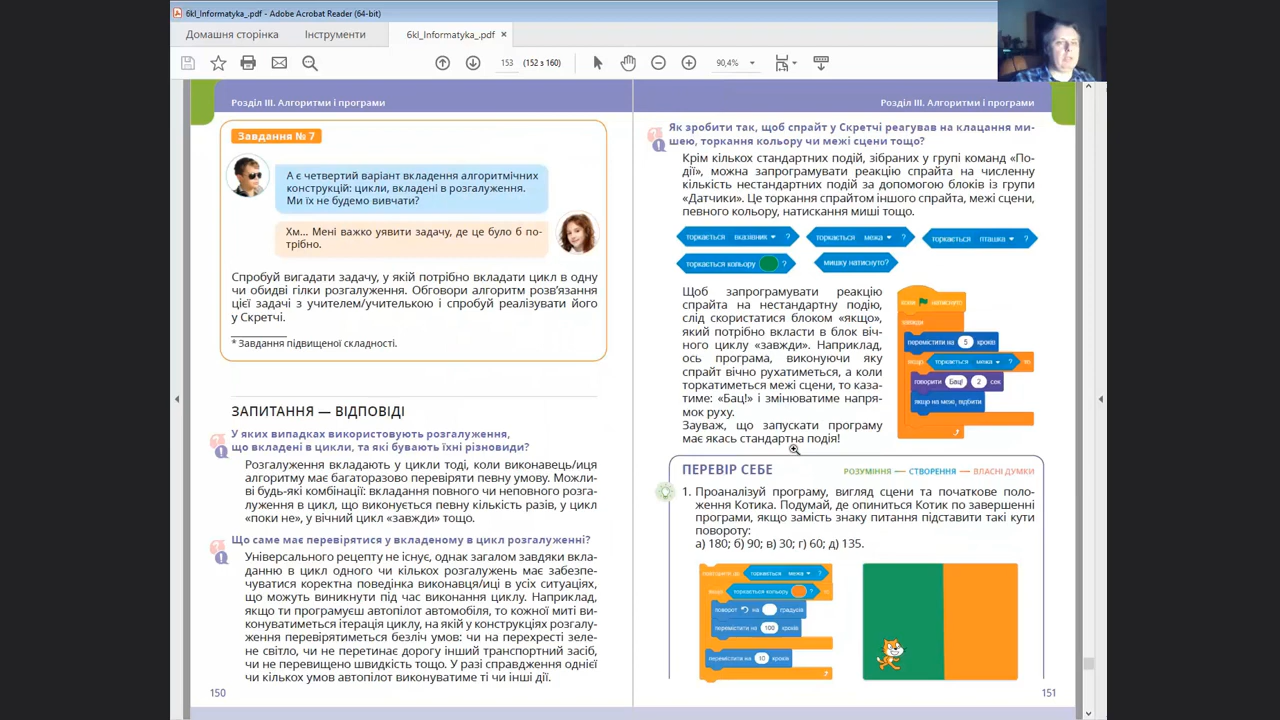 6kl_Informatyka_.pdf - Adobe Acrobat Reader (64-bit)
Домашня сторінка
Інструменти
6kl_Informatyka_.pdf ×
153
(152 з 160)
90,4%
Розділ III. Алгоритми і програми
Завдання № 7
А є четвертий варіант вкладення алгоритмічних
конструкцій: цикли, вкладені в розгалуження.
Ми їх не будемо вивчати?
Хм... Мені важко уявити задачу, де це було б по-
трібно.
Спробуй вигадати задачу, у якій потрібно вкладати цикл в одну
чи обидві гілки розгалуження. Обговори алгоритм розв’язання
цієї задачі з учителем/учителькою і спробуй реалізувати його
у Скретчі.
* Завдання підвищеної складності.
ЗАПИТАННЯ — ВІДПОВІДІ
У яких випадках використовують розгалуження,
що вкладені в цикли, та які бувають їхні різновиди?
Розгалуження вкладають у цикли тоді, коли виконавець/иця
алгоритму має багаторазово перевіряти певну умову. Можли-
ві будь-які комбінації: вкладання повного чи неповного розга-
луження в цикл, що виконується певну кількість разів, у цикл
«поки не», у вічний цикл «завжди» тощо.
Що саме має перевірятися у вкладеному в цикл розгалуженні?
Універсального рецепту не існує, однак загалом завдяки вкла-
данню в цикл одного чи кількох розгалужень має забезпе-
чуватися коректна поведінка виконавця/иці в усіх ситуаціях,
що можуть виникнути під час виконання циклу. Наприклад,
якщо ти програмуєш автопілот автомобіля, то кожної миті ви-
конуватиметься ітерація циклу, на якій у конструкціях розгалу-
ження перевірятиметься безліч умов: чи на перехресті зеле-
не світло, чи не перетинає дорогу інший транспортний засіб,
чи не перевищено швидкість тощо. У разі справдження однієї
чи кількох умов автопілот виконуватиме ті чи інші дії.
150
Розділ III. Алгоритми і програми
Як зробити так, щоб спрайт у Скретчі реагував на клацання ми-
шею, торкання кольору чи межі сцени тощо?
Крім кількох стандартних подій, зібраних у групі команд «По-
дії», можна запрограмувати реакцію спрайта на численну
кількість нестандартних подій за допомогою блоків із групи
«Датчики». Це торкання спрайтом іншого спрайта, межі сцени,
певного кольору, натискання миші тощо.
торкається вказівник ?
торкається межа ?
торкається пташка ?
торкається кольору ?
мишку натиснуто?
Щоб запрограмувати реакцію
спрайта на нестандартну подію,
слід скористатися блоком «якщо»,
який потрібно вкласти в блок віч-
ного циклу «завжди». Наприклад,
ось програма, виконуючи яку
спрайт вічно рухатиметься, а коли
торкатиметься межі сцени, то каза-
тиме: «Бац!» і змінюватиме напря-
мок руху.
Зауваж, що запускати програму
має якась стандартна подія!
коли натиснуто
завжди
перемістити на 5 кроків
якщо торкається межа ? то
говорити Бац! 2 сек
якщо на межі, відбити
ПЕРЕВІР СЕБЕ
РОЗУМІННЯ — СТВОРЕННЯ — ВЛАСНІ ДУМКИ
1. Проаналізуй програму, вигляд сцени та початкове поло-
ження Котика. Подумай, де опиниться Котик по завершенні
програми, якщо замість знаку питання підставити такі кути
повороту:
а) 180; б) 90; в) 30; г) 60; д) 135.
повторити до торкається межа ?
якщо торкається кольору ? то
поворот на градусів
перемістити на 100 кроків
перемістити на 10 кроків
151